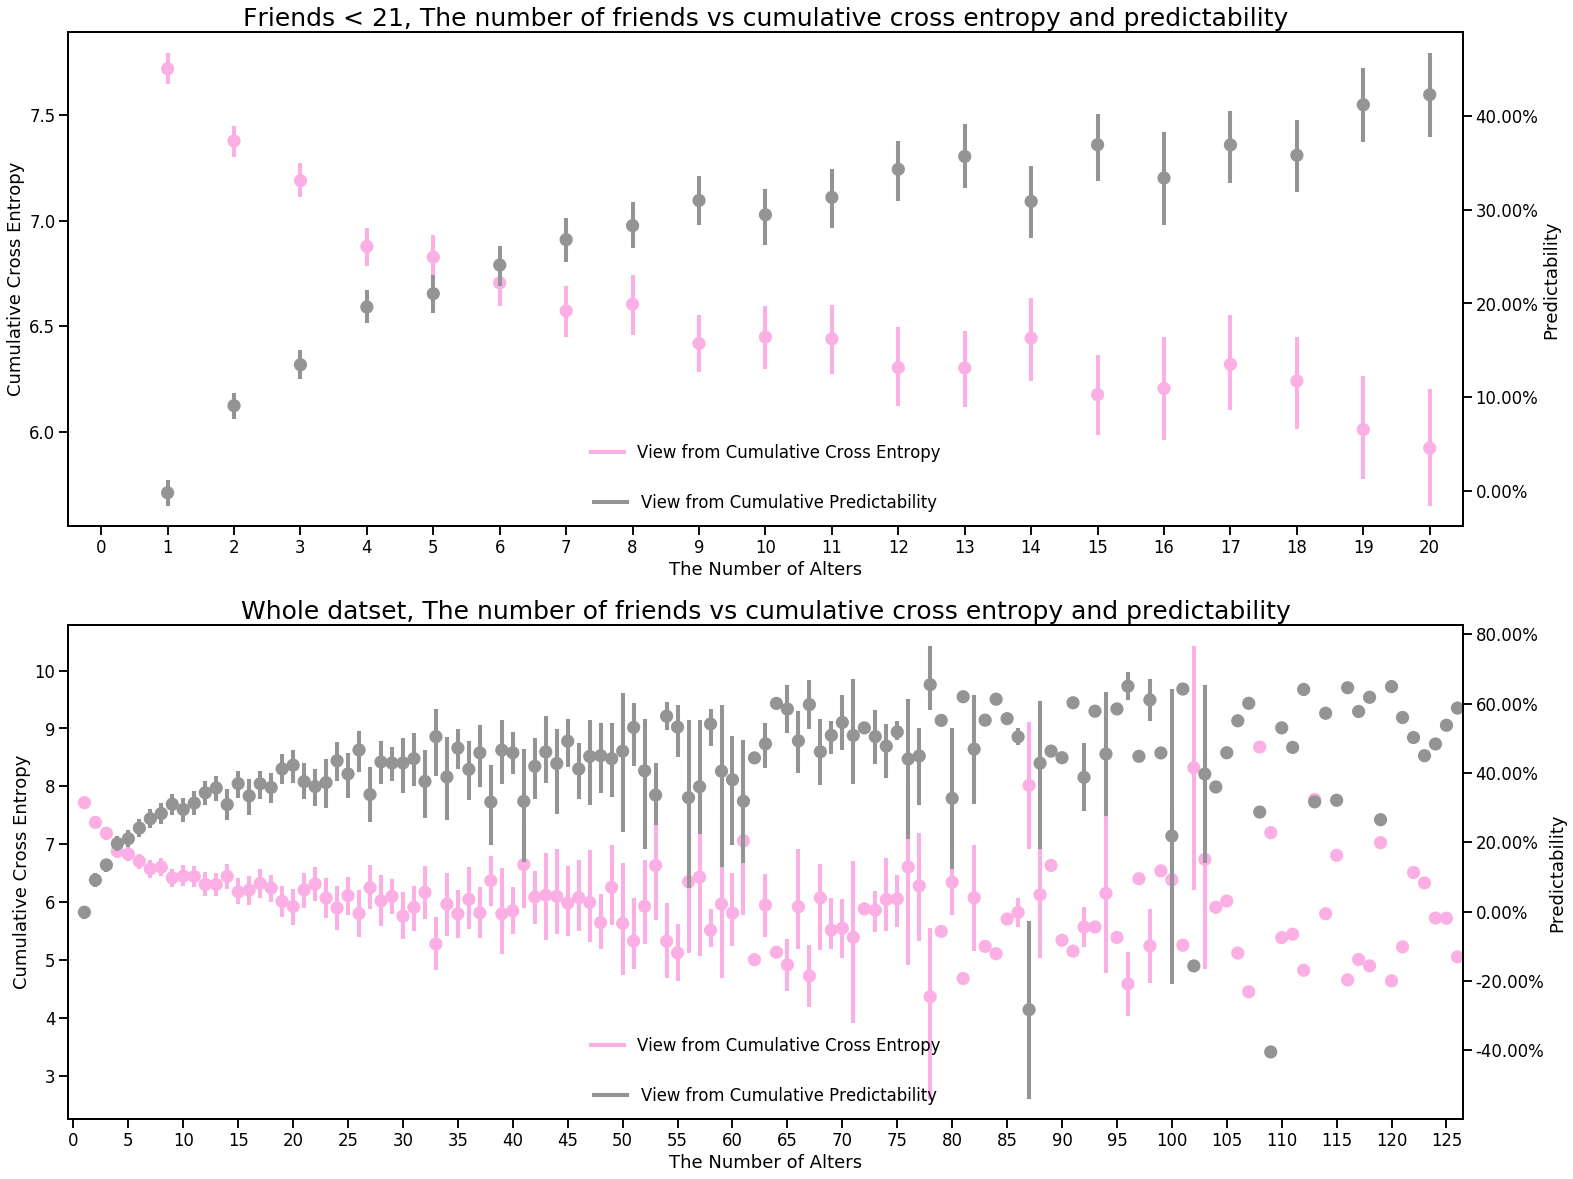 Friends < 21, The number of friends vs cumulative cross entropy and predictability
Cumulative Cross Entropy
7.5
7.0
6.5
6.0
40.00%
30.00%
20.00%
10.00%
0.00%
Predictability
View from Cumulative Cross Entropy
View from Cumulative Predictability
0 1 2 3 4 5 6 7 8 9 10 11 12 13 14 15 16 17 18 19 20
The Number of Alters
Whole datset, The number of friends vs cumulative cross entropy and predictability
Cumulative Cross Entropy
10
9
8
7
6
5
4
3
80.00%
60.00%
40.00%
20.00%
0.00%
-20.00%
-40.00%
Predictability
View from Cumulative Cross Entropy
View from Cumulative Predictability
0 5 10 15 20 25 30 35 40 45 50 55 60 65 70 75 80 85 90 95 100 105 110 115 120 125
The Number of Alters